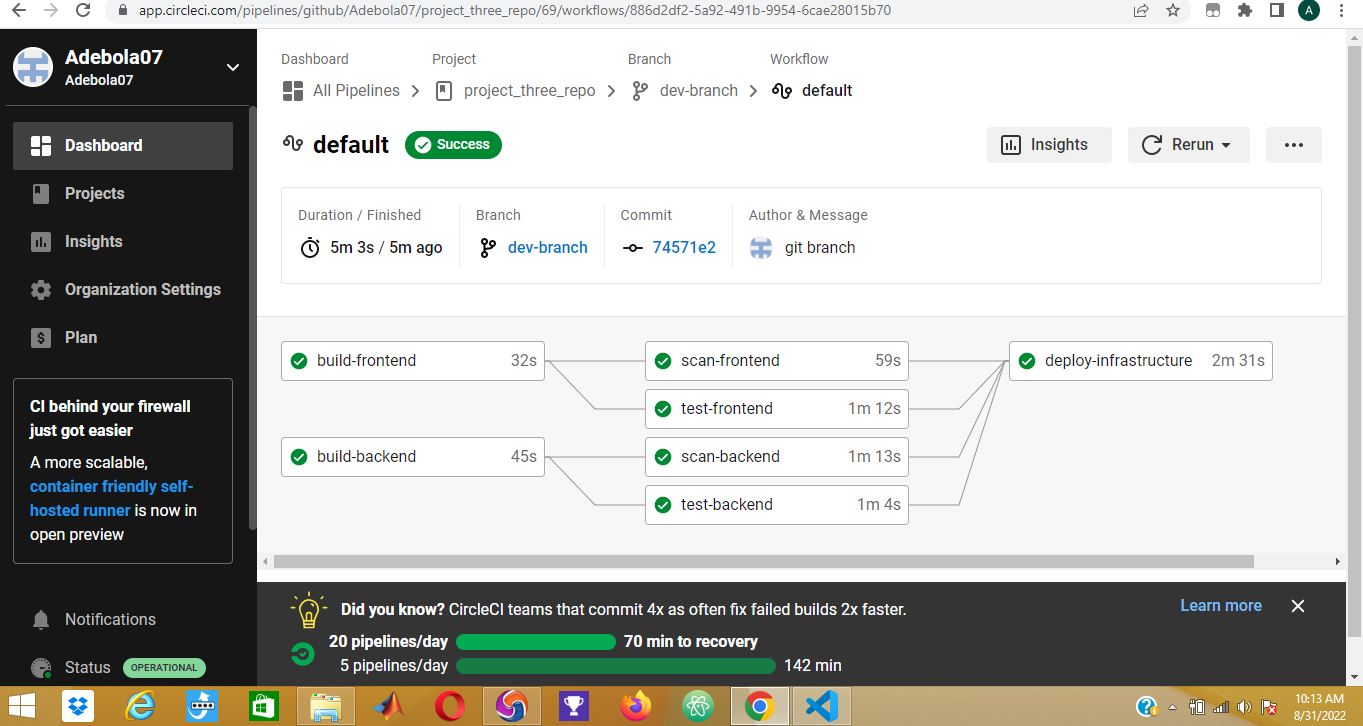 app.circleci.com/pipelines/github/Adebola07/project_three_repo/69/workflows/886d2df2-5a92-491b-9954-6cae28015b70
A
Adebola07
Adebola07
Dashboard
Projects
Insights
Organization Settings
Plan
CI behind your firewall
just got easier
A more scalable,
container friendly self-
hosted runner is now in
open preview
Notifications
Status OPERATIONAL
Dashboard Project Branch Workflow
All Pipelines project_three_repo dev-branch default
default Success Insights Rerun
Duration / Finished Branch Commit Author & Message
5m 3s / 5m ago dev-branch 74571e2 git branch
build-frontend 32s scan-frontend 59s deploy-infrastructure 2m 31s
test-frontend 1m 12s
build-backend 45s scan-backend 1m 13s
test-backend 1m 4s
Did you know? CircleCI teams that commit 4x as often fix failed builds 2x faster. Learn more
20 pipelines/day 70 min to recovery
5 pipelines/day 142 min
10:13 AM
8/31/2022